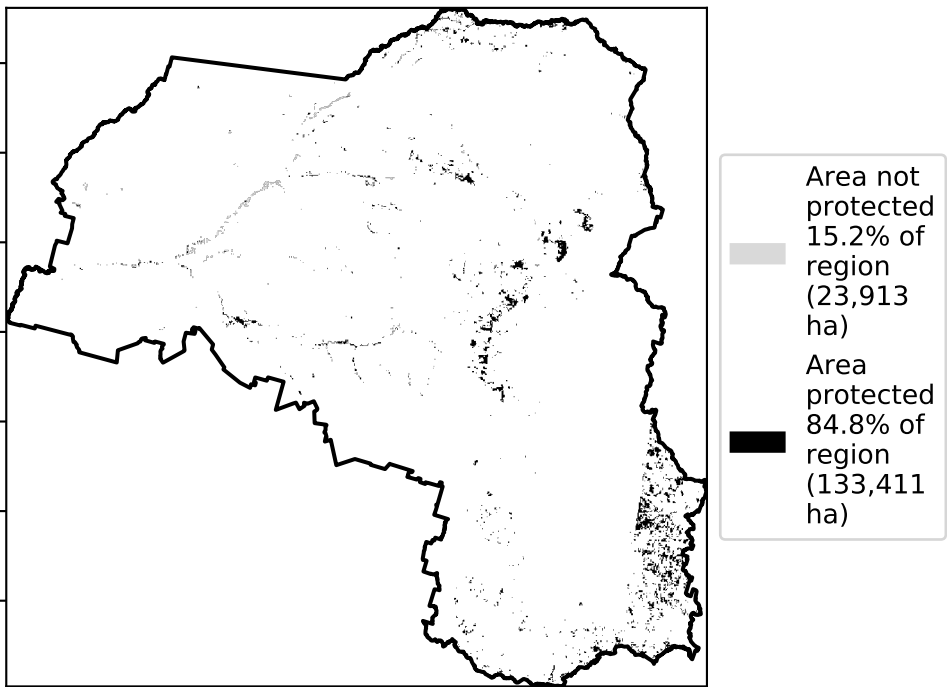 Area not
protected
15.2% of
region
(23,913
ha)
Area
protected
84.8% of
region
(133,411
ha)